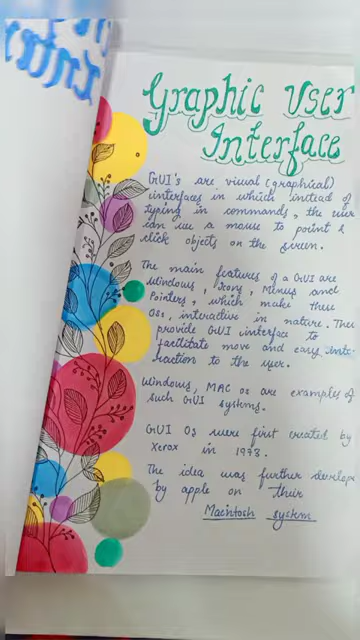 Graphic User
Interface
GUI's are visual (graphical)
interfaces in which instead of
typing in commands, the user
can use a mouse to point &
click objects on the screen.
The main features of a GUI are
windows, Icons, Menus and
Pointers, which make these
OSs, interactive in nature. They
provide GUI interface to
facilitate move and easy inte-
raction to the user.
Windows, MAC os are examples of
such GUI systems.
GUI OS were first created by
Xerox in 1973.
The idea was further develope
by apple on their
Macintosh system